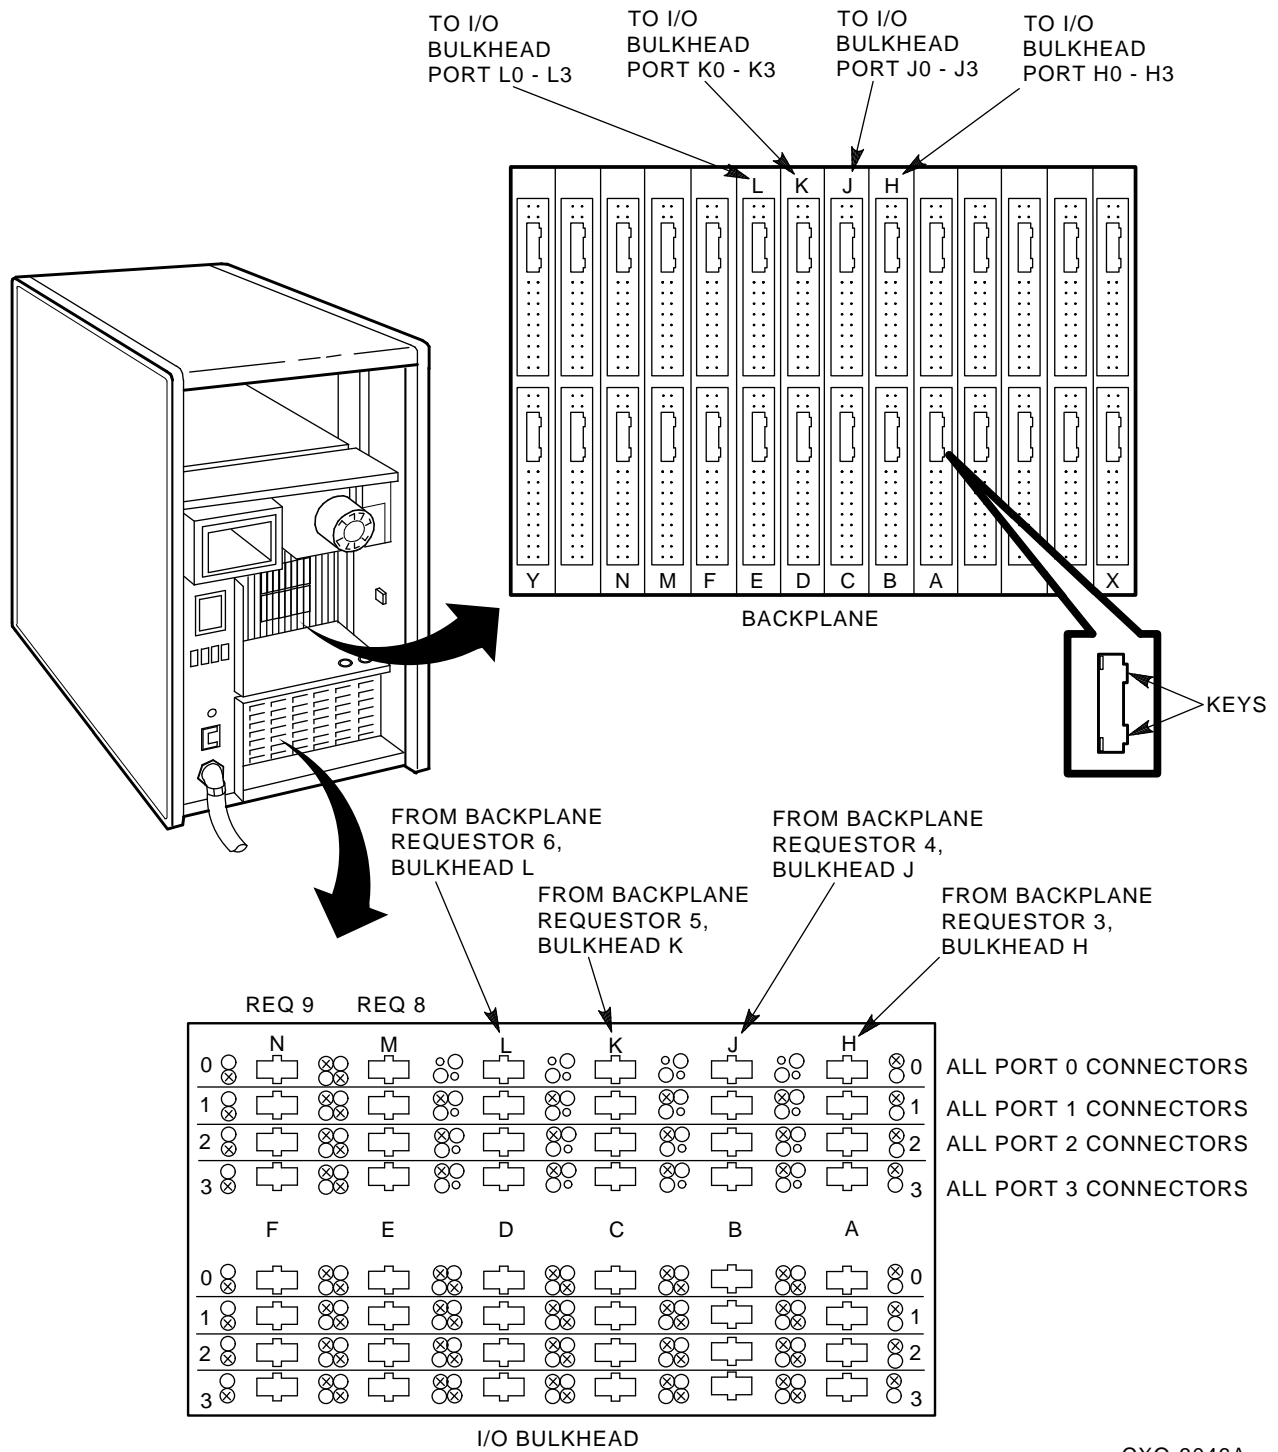 TO I/O
BULKHEAD
PORT L0 - L3
TO I/O
BULKHEAD
PORT K0 - K3
TO I/O
BULKHEAD
PORT J0 - J3
TO I/O
BULKHEAD
PORT H0 - H3
L K J H
Y N M F E D C B A X
BACKPLANE
KEYS
FROM BACKPLANE
REQUESTOR 6,
BULKHEAD L
FROM BACKPLANE
REQUESTOR 5,
BULKHEAD K
FROM BACKPLANE
REQUESTOR 4,
BULKHEAD J
FROM BACKPLANE
REQUESTOR 3,
BULKHEAD H
REQ 9 REQ 8
N M L K J H
0 0 ALL PORT 0 CONNECTORS
1 1 ALL PORT 1 CONNECTORS
2 2 ALL PORT 2 CONNECTORS
3 3 ALL PORT 3 CONNECTORS
F E D C B A
0 0
1 1
2 2
3 3
I/O BULKHEAD